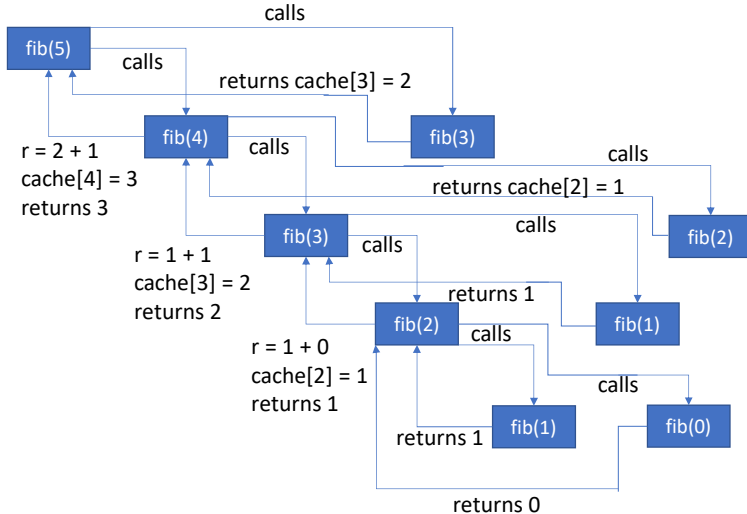 calls
fib(5)
calls
returns cache[3] = 2
fib(4)
fib(3)
calls
calls
r = 2 + 1
cache[4] = 3
returns 3
returns cache[2] = 1
fib(3)
calls
calls
fib(2)
r = 1 + 1
cache[3] = 2
returns 2
returns 1
fib(2)
fib(1)
calls
r = 1 + 0
cache[2] = 1
returns 1
calls
fib(1)
fib(0)
returns 1
returns 0